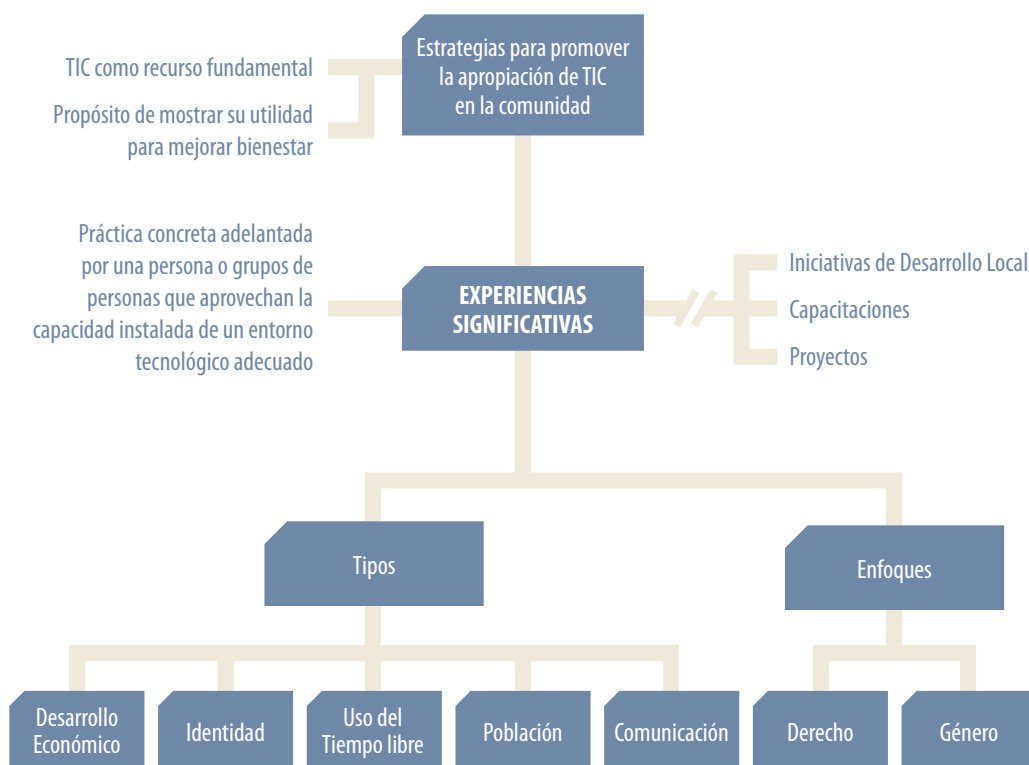 Estrategias para promover
la apropiación de TIC
en la comunidad
TIC como recurso fundamental
Propósito de mostrar su utilidad
para mejorar bienestar
Práctica concreta adelantada
por una persona o grupos de
personas que aprovechan la
capacidad instalada de un entorno
tecnológico adecuado
EXPERIENCIAS
SIGNIFICATIVAS
Iniciativas de Desarrollo Local
Capacitaciones
Proyectos
Tipos
Enfoques
Desarrollo
Económico
Identidad
Uso del
Tiempo libre
Población
Comunicación
Derecho
Género